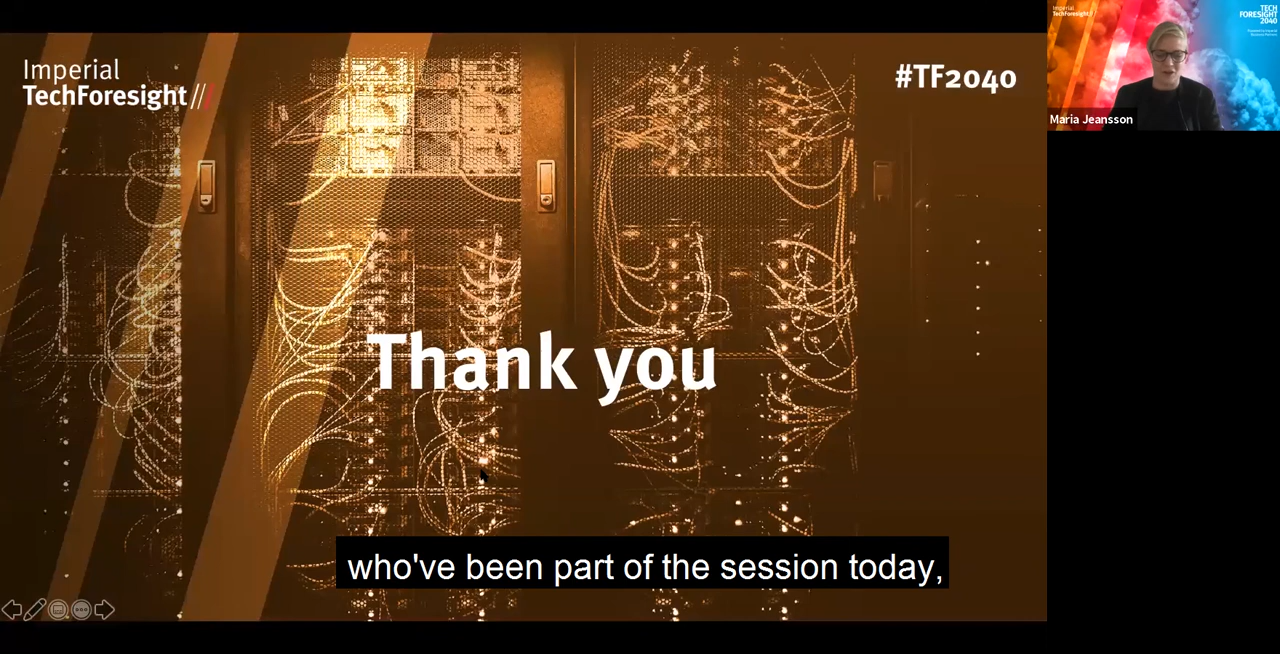 Imperial
TechForesight///
#TF2040
Thank you
who've been part of the session today,
Imperial
TechForesight//
TECH
FORESIGHT
2040
Maria Jeansson